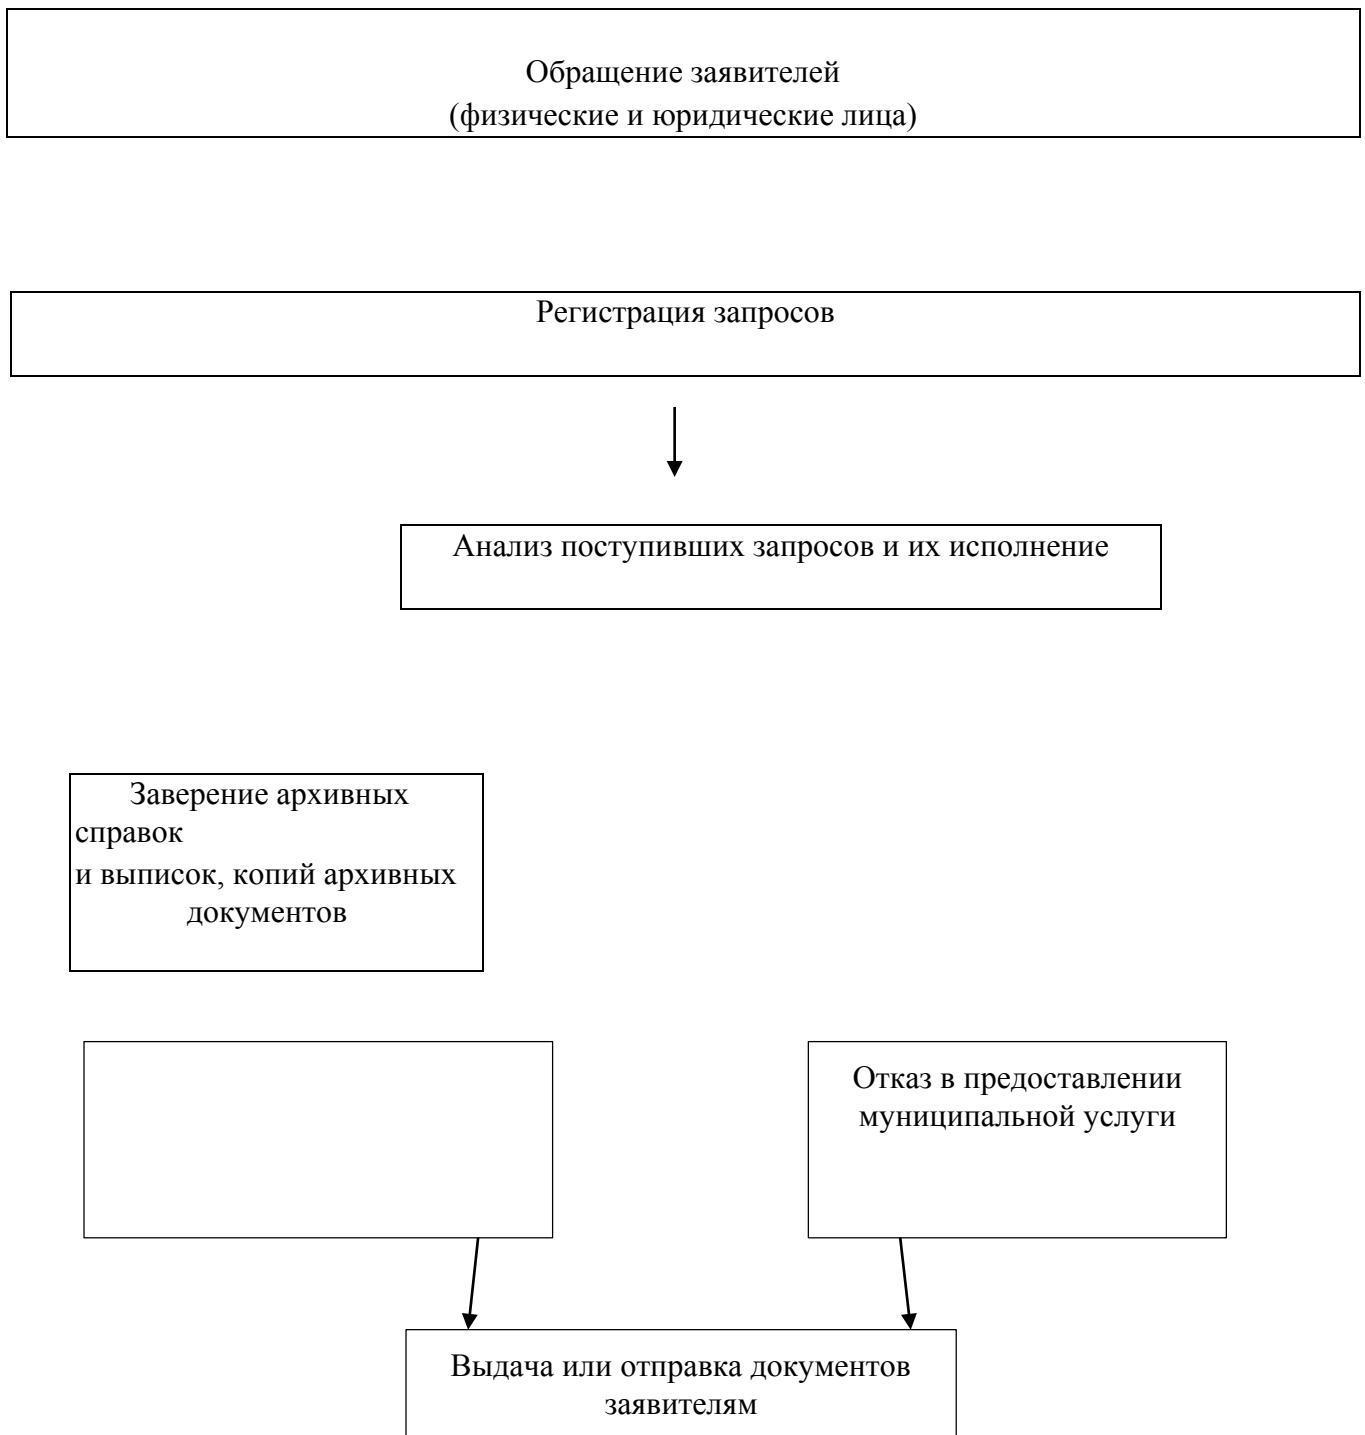 Обращение заявителей
(физические и юридические лица)
Регистрация запросов
Анализ поступивших запросов и их исполнение
Заверение архивных
справок
и выписок, копий архивных
документов
Отказ в предоставлении
муниципальной услуги
Выдача или отправка документов
заявителям